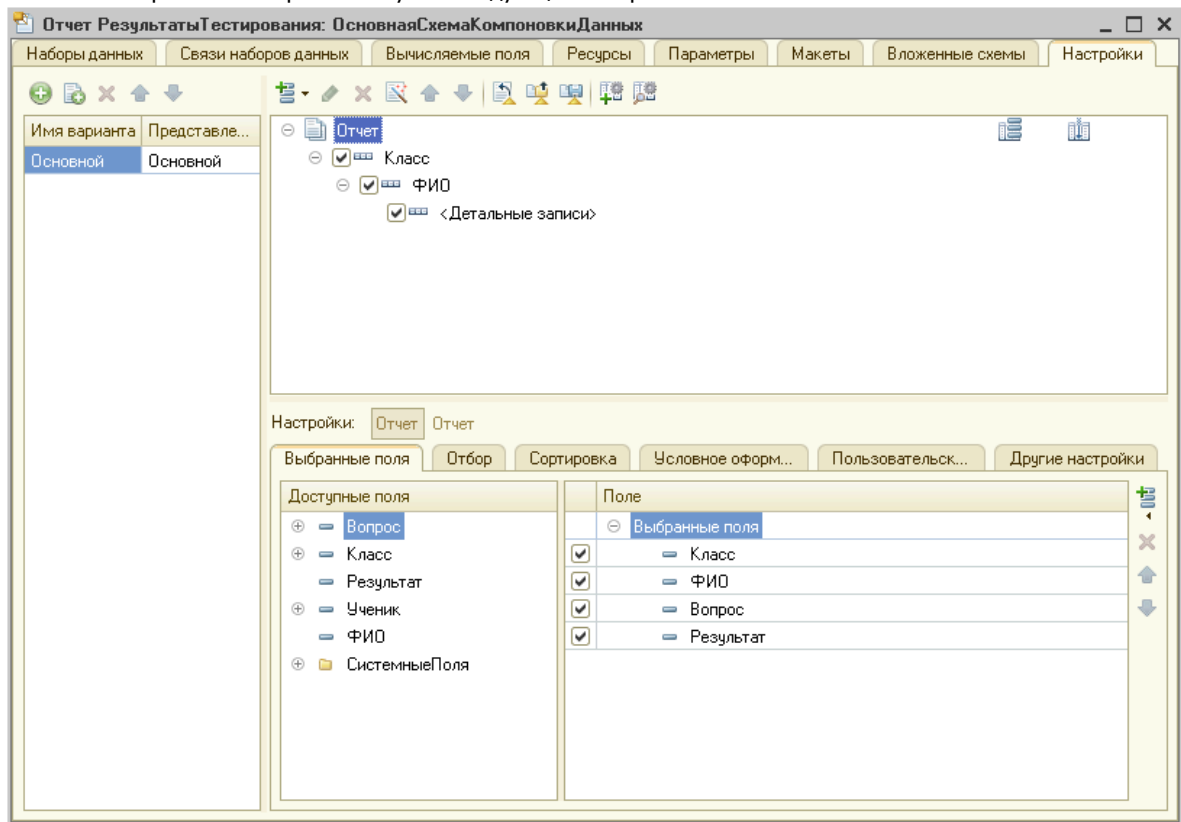 Отчет РезультатыТестирования: ОсновнаяСхемаКомпоновкиДанных
Наборы данных Связи наборов данных Вычисляемые поля Ресурсы Параметры Макеты Вложенные схемы Настройки
Имя варианта Представле...
Основной Основной
Отчет
Класс
ФИО
<Детальные записи>
Настройки: Отчет Отчет
Выбранные поля Отбор Сортировка Условное оформ... Пользовательск... Другие настройки
Доступные поля
Вопрос
Класс
Результат
Ученик
ФИО
СистемныеПоля
Поле
Выбранные поля
Класс
ФИО
Вопрос
Результат